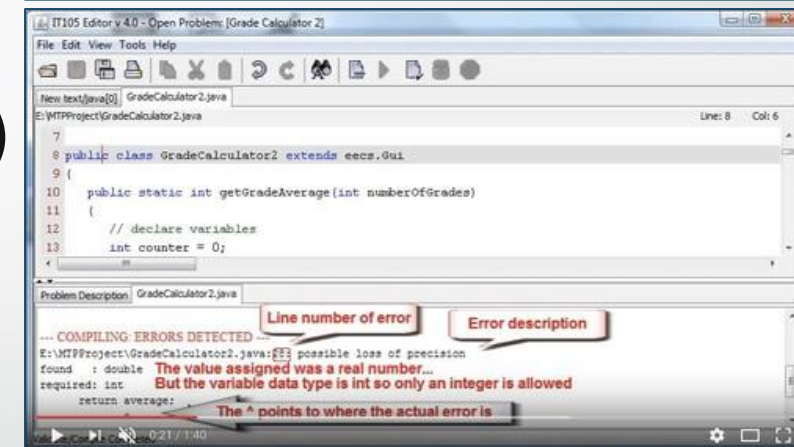 IT105 Editor v 4.0 - Open Problem: [Grade Calculator 2]
File Edit View Tools Help
New text/java[0] GradeCalculator2.java
E:\MTPProject\GradeCalculator2.java Line: 8 Col: 6
7
8 public class GradeCalculator2 extends eecs.Gui
9 {
10 public static int getGradeAverage(int numberOfGrades)
11 {
12 // declare variables
13 int counter = 0;
Problem Description GradeCalculator2.java
Line number of error
Error description
--- COMPILING: ERRORS DETECTED ---
E:\MTPProject\GradeCalculator2.java: possible loss of precision
found : double
The value assigned was a real number...
required: int
But the variable data type is int so only an integer is allowed
return average;
The ^ points to where the actual error is
0:21 / 1:40